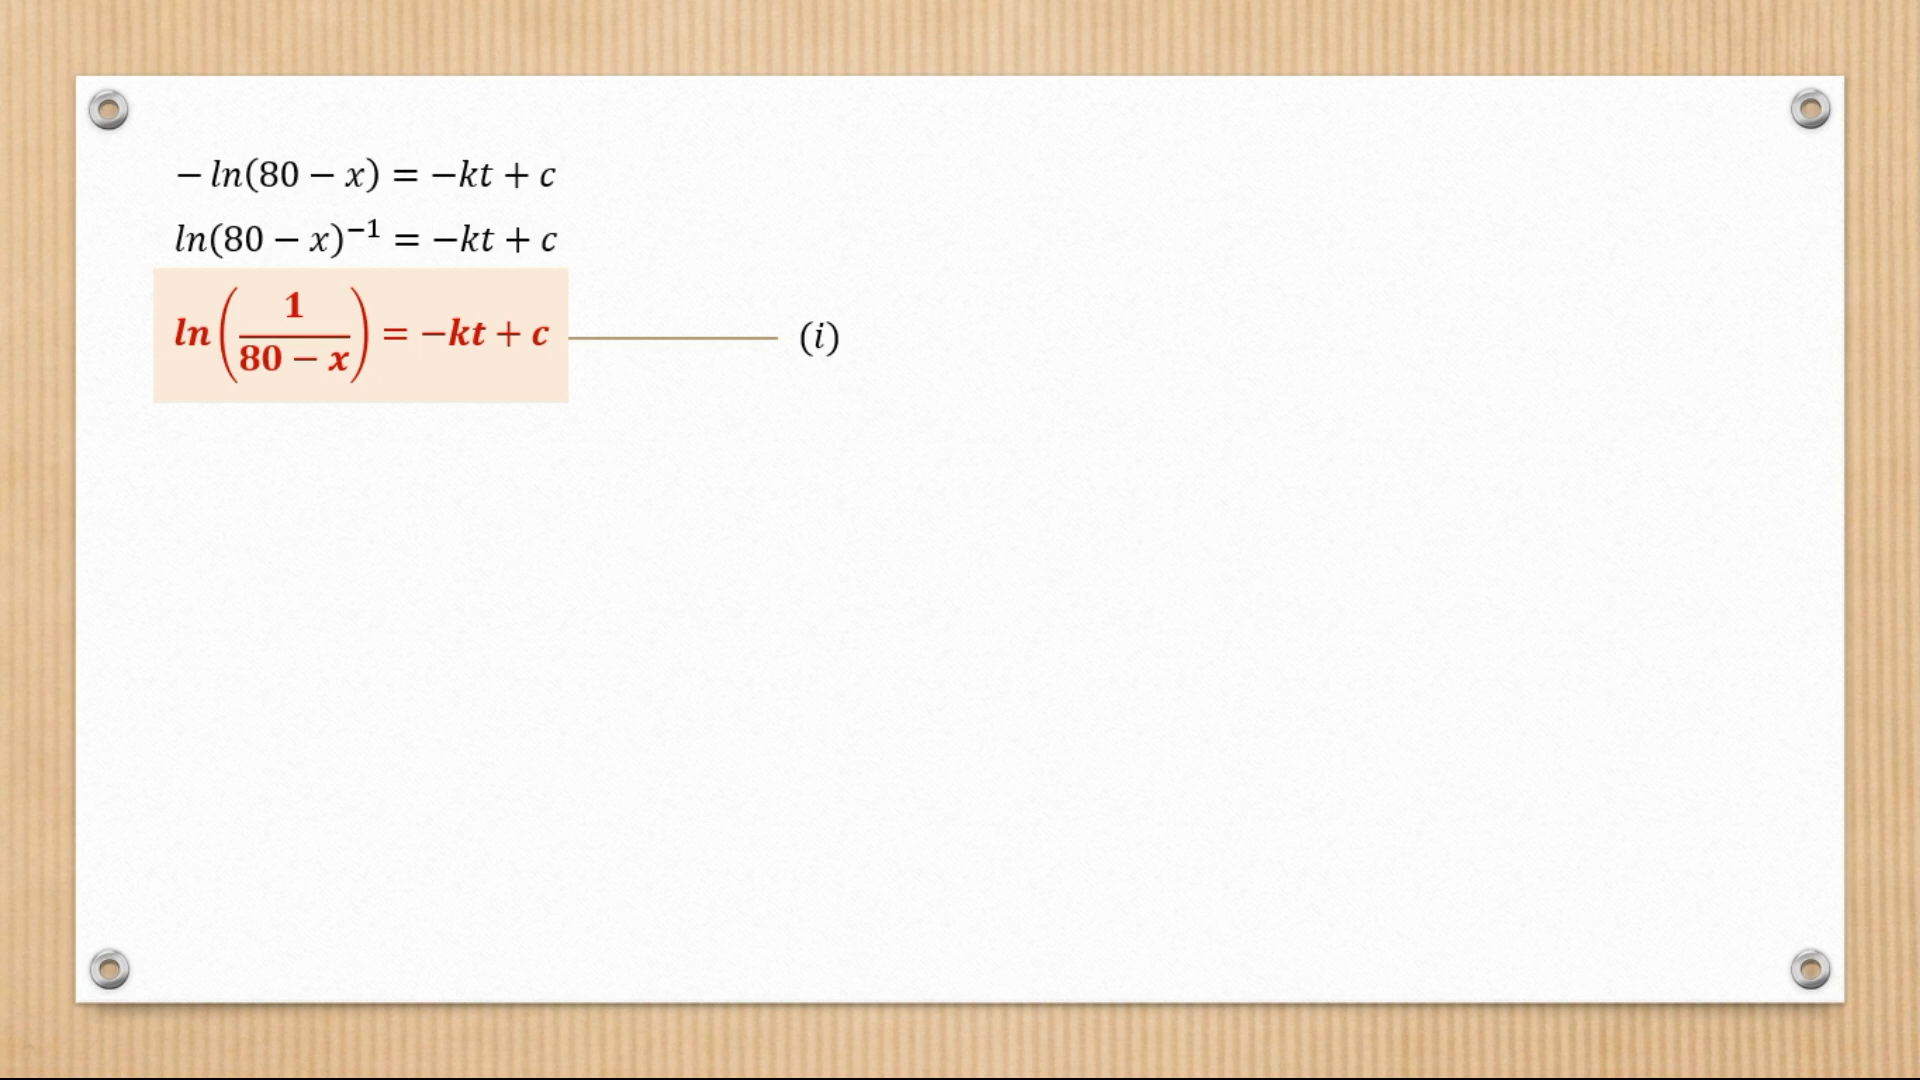 − ln(80 − x) = −kt + c
ln(80 − x)⁻¹ = −kt + c
ln(1/(80 − x)) = −kt + c (i)